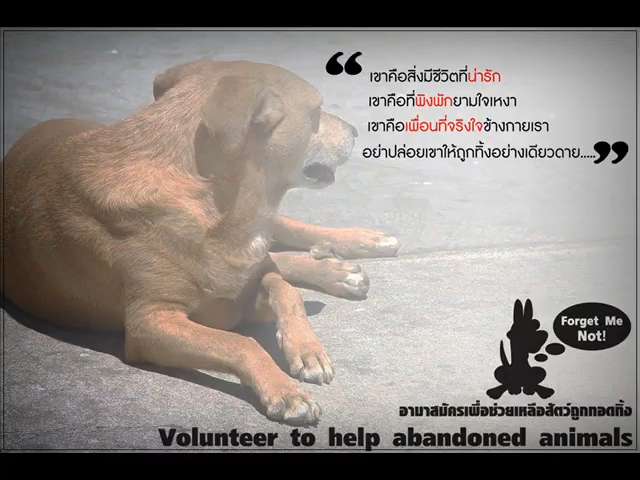 “ เขาคือสิ่งมีชีวิตที่น่ารัก
เขาคือที่พิงพักยามใจเหงา
เขาคือเพื่อนที่จริงใจข้างกายเรา
อย่าปล่อยเขาให้ถูกทิ้งอย่างเดียวดาย.....”
Forget Me
Not!
อาสาสมัครเพื่อช่วยเหลือสัตว์ถูกทอดทิ้ง
Volunteer to help abandoned animals